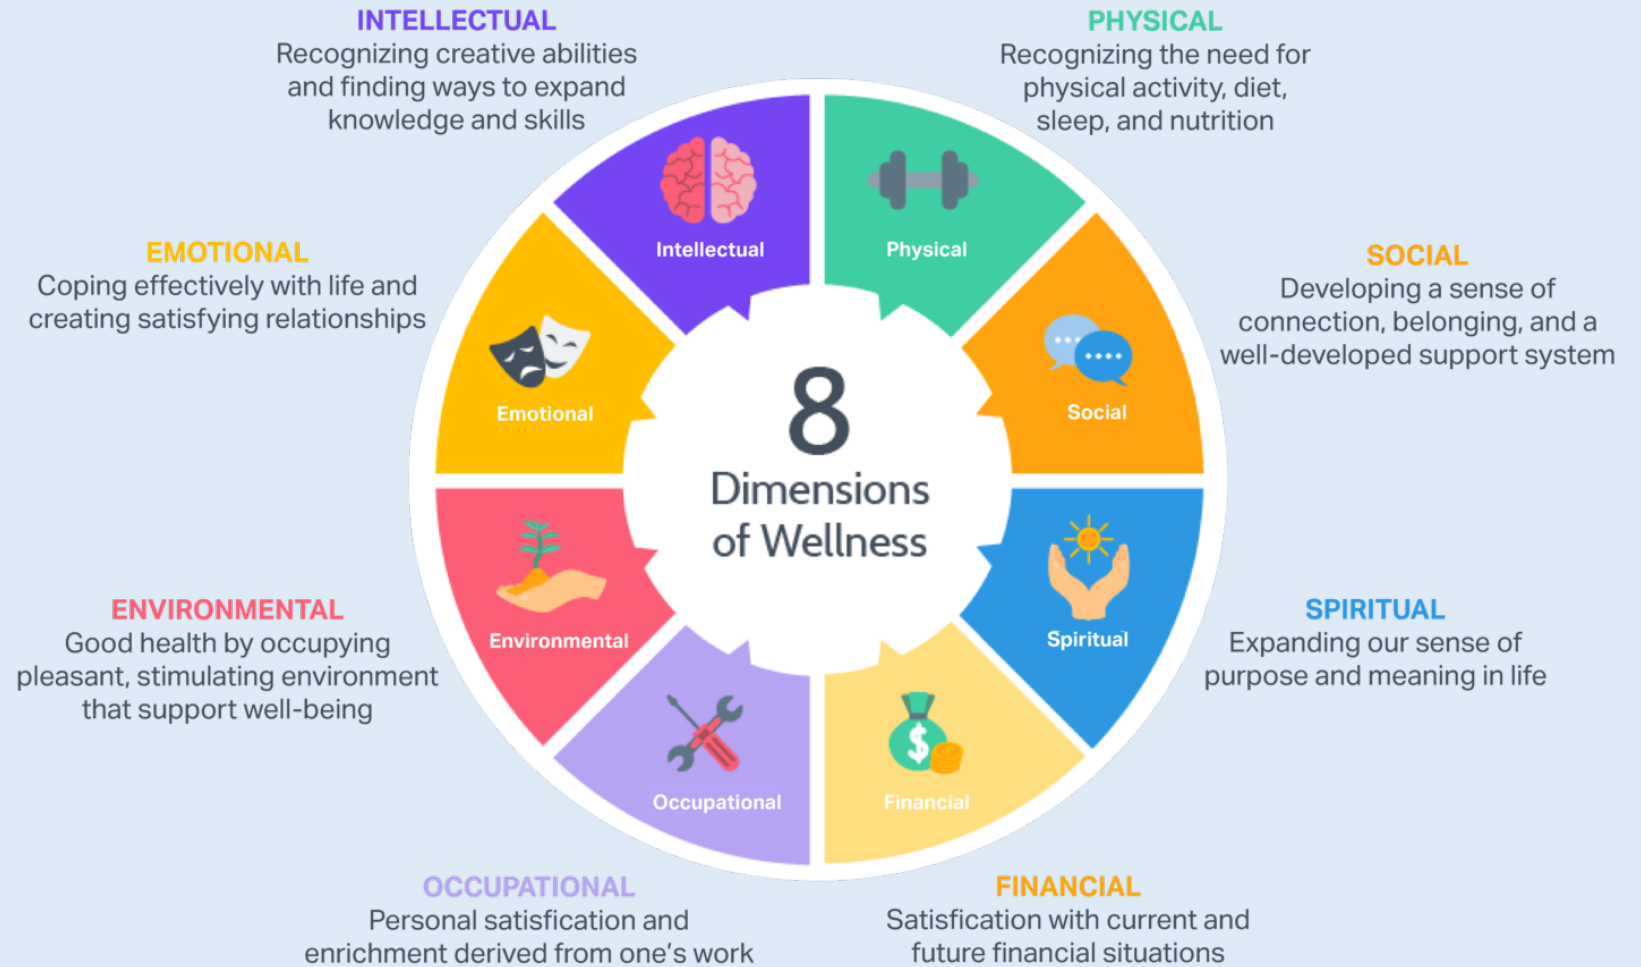 INTELLECTUAL
Recognizing creative abilities
and finding ways to expand
knowledge and skills
PHYSICAL
Recognizing the need for
physical activity, diet,
sleep, and nutrition
EMOTIONAL
Coping effectively with life and
creating satisfying relationships
SOCIAL
Developing a sense of
connection, belonging, and a
well-developed support system
Intellectual
Physical
Emotional
Social
8
Dimensions
of Wellness
Environmental
Spiritual
Occupational
Financial
$
ENVIRONMENTAL
Good health by occupying
pleasant, stimulating environment
that support well-being
SPIRITUAL
Expanding our sense of
purpose and meaning in life
OCCUPATIONAL
Personal satisfication and
enrichment derived from one's work
FINANCIAL
Satisfication with current and
future financial situations